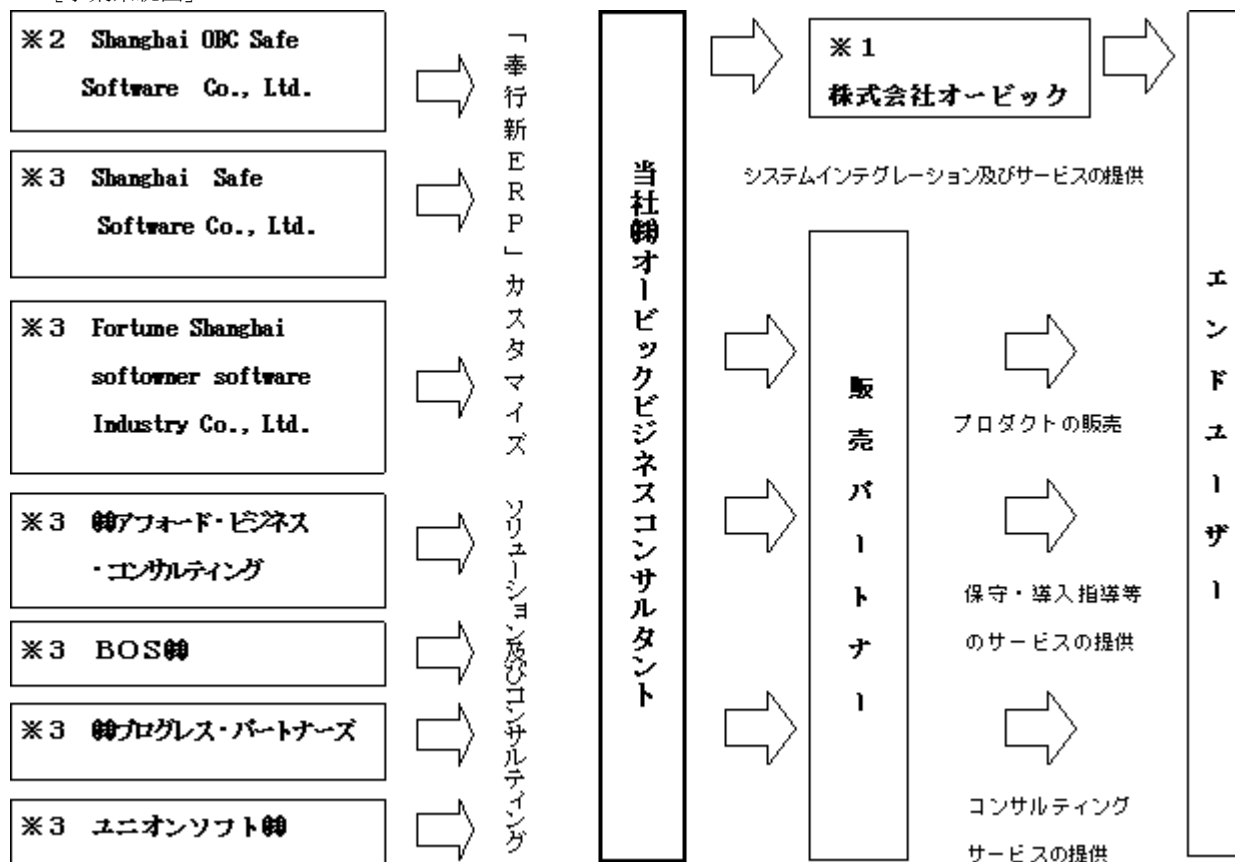 ※2 Shanghai OBC Safe
Software Co., Ltd.
※3 Shanghai Safe
Software Co., Ltd.
※3 Fortune Shanghai
softowner software
Industry Co., Ltd.
※3 ㈱アフォード・ビジネス
・コンサルティング
※3 BOS㈱
※3 ㈱プログレス・パートナーズ
※3 ユニオンソフト㈱
「奉行新ERP」カスタマイズ
ソリューション及びコンサルティング
当社㈱オービックビジネスコンサルタント
※1
株式会社オービック
システムインテグレーション及びサービスの提供
販売パートナー
プロダクトの販売
保守・導入指導等
のサービスの提供
コンサルティング
サービスの提供
エンドユーザー